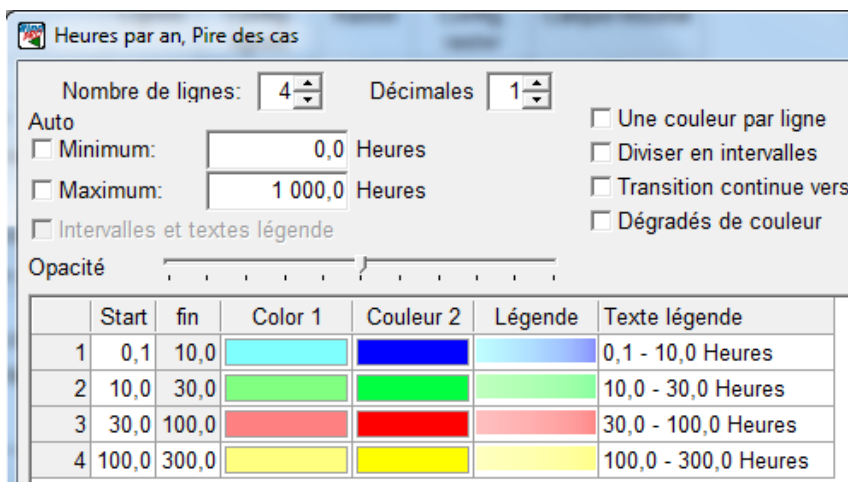 Heures par an, Pire des cas
Nombre de lignes: 4 Décimales 1
Auto
Minimum: 0,0 Heures
Maximum: 1 000,0 Heures
Intervalles et textes légende
Une couleur par ligne
Diviser en intervalles
Transition continue vers
Dégradés de couleur
Opacité
Start fin Color 1 Couleur 2 Légende Texte légende
1 0,1 10,0 0,1 - 10,0 Heures
2 10,0 30,0 10,0 - 30,0 Heures
3 30,0 100,0 30,0 - 100,0 Heures
4 100,0 300,0 100,0 - 300,0 Heures